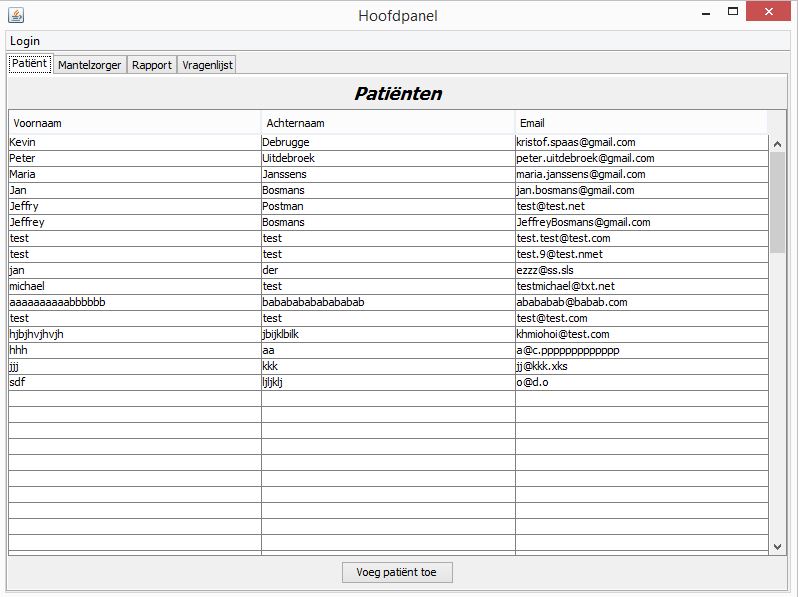 Hoofdpanel
Login
Patiënt Mantelzorger Rapport Vragenlijst
Patiënten
Voornaam Achternaam Email
Kevin Debrugge kristof.spaas@gmail.com
Peter Uitdebroek peter.uitdebroek@gmail.com
Maria Janssens maria.janssens@gmail.com
Jan Bosmans jan.bosmans@gmail.com
Jeffry Postman test@test.net
Jeffrey Bosmans JeffreyBosmans@gmail.com
test test test.test@test.com
test test test.9@test.nmet
jan der ezzz@ss.sls
michael test testmichael@txt.net
aaaaaaaaaabbbbbb babababababababab abababab@babab.com
test test test@test.com
hjbjhvjhvjh jbijklbilk khmiohoi@test.com
hhh aa a@c.ppppppppppppp
jjj kkk jj@kkk.xks
sdf ljljklj o@d.o
Voeg patiënt toe